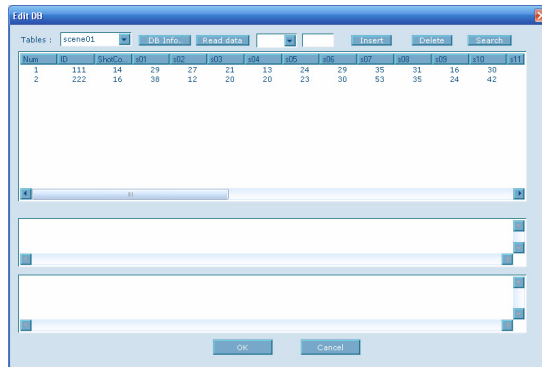 Edit DB
Tables : scene01 DB Info. Read data Insert Delete Search
Num ID ShotCo... s01 s02 s03 s04 s05 s06 s07 s08 s09 s10 s11
1 111 14 29 27 21 13 24 29 35 31 16 30
2 222 16 38 12 20 20 23 30 53 35 24 42
OK Cancel